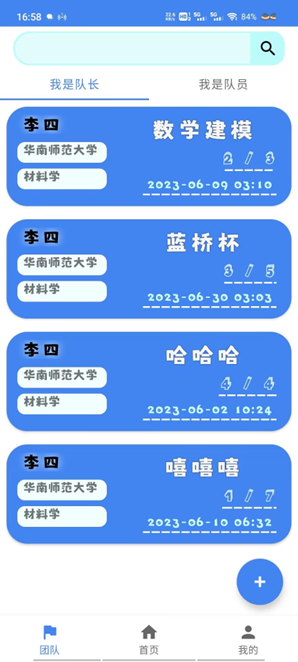 16:58
84%
我是队长
我是队员
李四
数学建模
华南师范大学
2 / 3
材料学
2023-06-09 03:10
李四
蓝桥杯
华南师范大学
3 / 5
材料学
2023-06-30 03:03
李四
哈哈哈
华南师范大学
4 / 4
材料学
2023-06-02 10:24
李四
嘻嘻嘻
华南师范大学
1 / 7
材料学
2023-06-10 06:32
+
团队
首页
我的